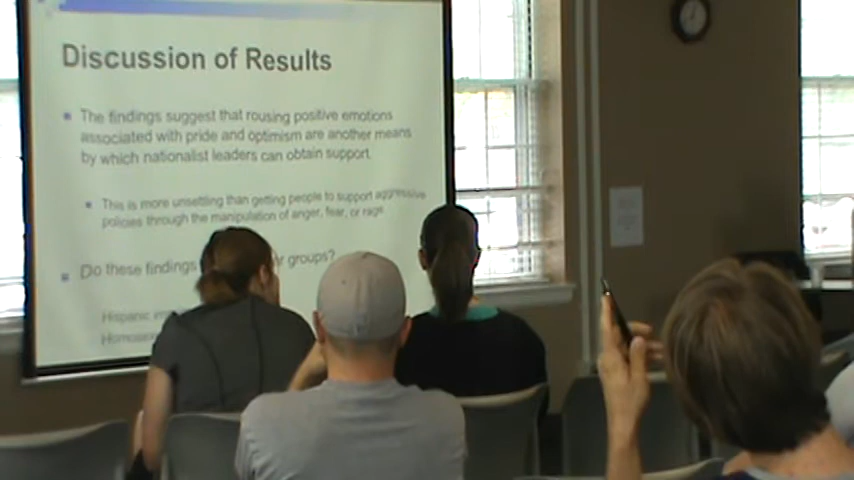 Discussion of Results
The findings suggest that rousing positive emotions
associated with pride and optimism are another means
by which nationalist leaders can obtain support
This is more unsettling than getting people to support aggressive
policies through the manipulation of anger, fear, or rage
Do these findings groups?
Hispanic